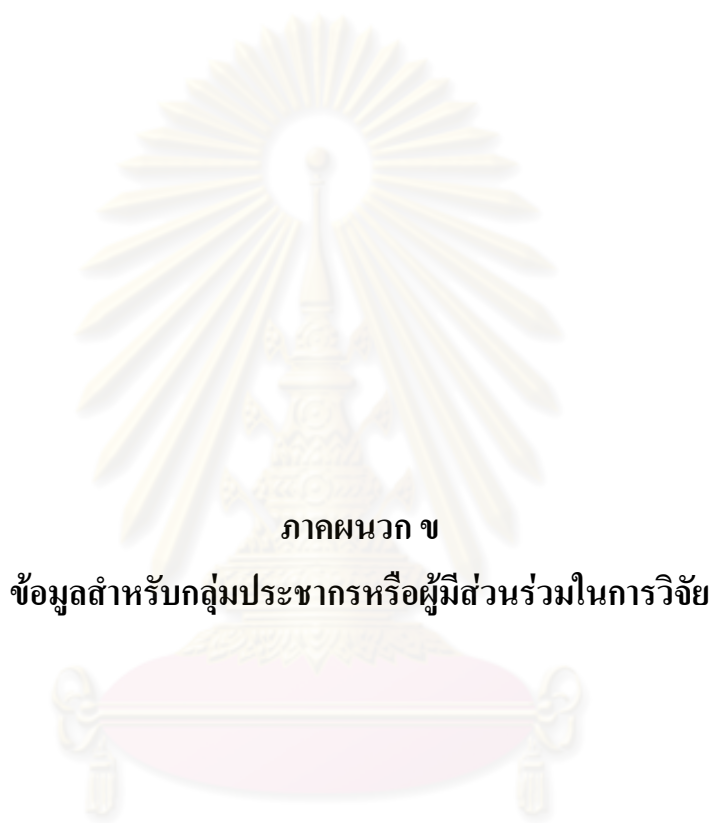 ภาคผนวก ข
ข้อมูลสำหรับกลุ่มประชากรหรือผู้มีส่วนร่วมในการวิจัย